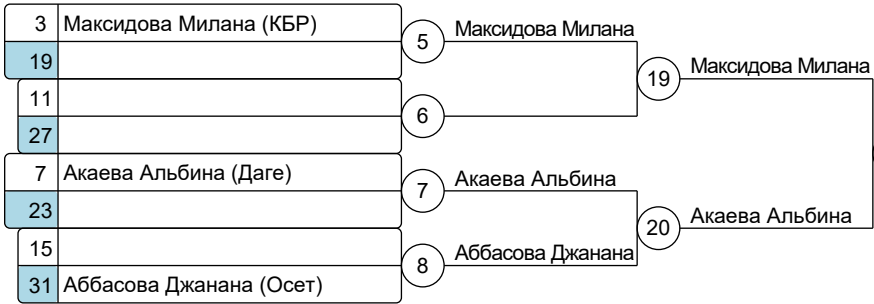 3 Максидова Милана (КБР)
19
5 Максидова Милана
11
27
6
19 Максидова Милана
7 Акаева Альбина (Даге)
23
7 Акаева Альбина
15
31 Аббасова Джанана (Осет)
8 Аббасова Джанана
20 Акаева Альбина